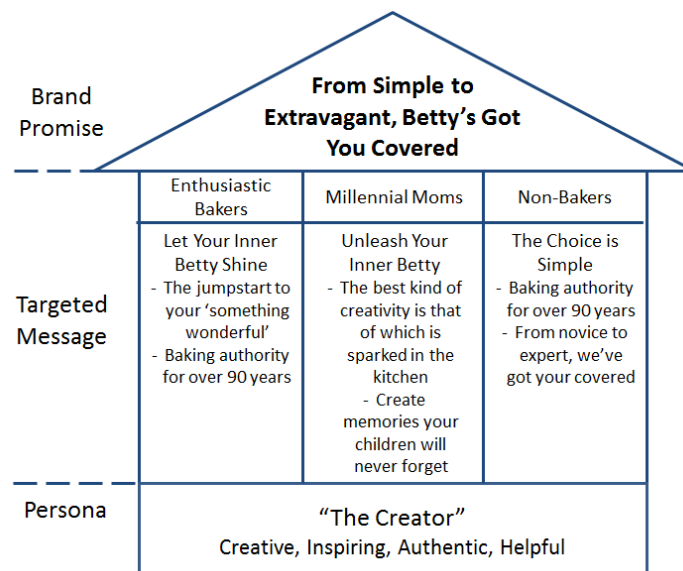 Brand
Promise
From Simple to
Extravagant, Betty's Got
You Covered
Targeted
Message
Enthusiastic
Bakers
Let Your Inner
Betty Shine
- The jumpstart to
your 'something
wonderful'
- Baking authority
for over 90 years
Millennial Moms
Unleash Your
Inner Betty
- The best kind of
creativity is that
of which is
sparked in the
kitchen
- Create
memories your
children will
never forget
Non-Bakers
The Choice is
Simple
- Baking authority
for over 90 years
- From novice to
expert, we've
got your covered
Persona
"The Creator"
Creative, Inspiring, Authentic, Helpful